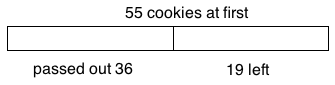 55 cookies at first
passed out 36
19 left